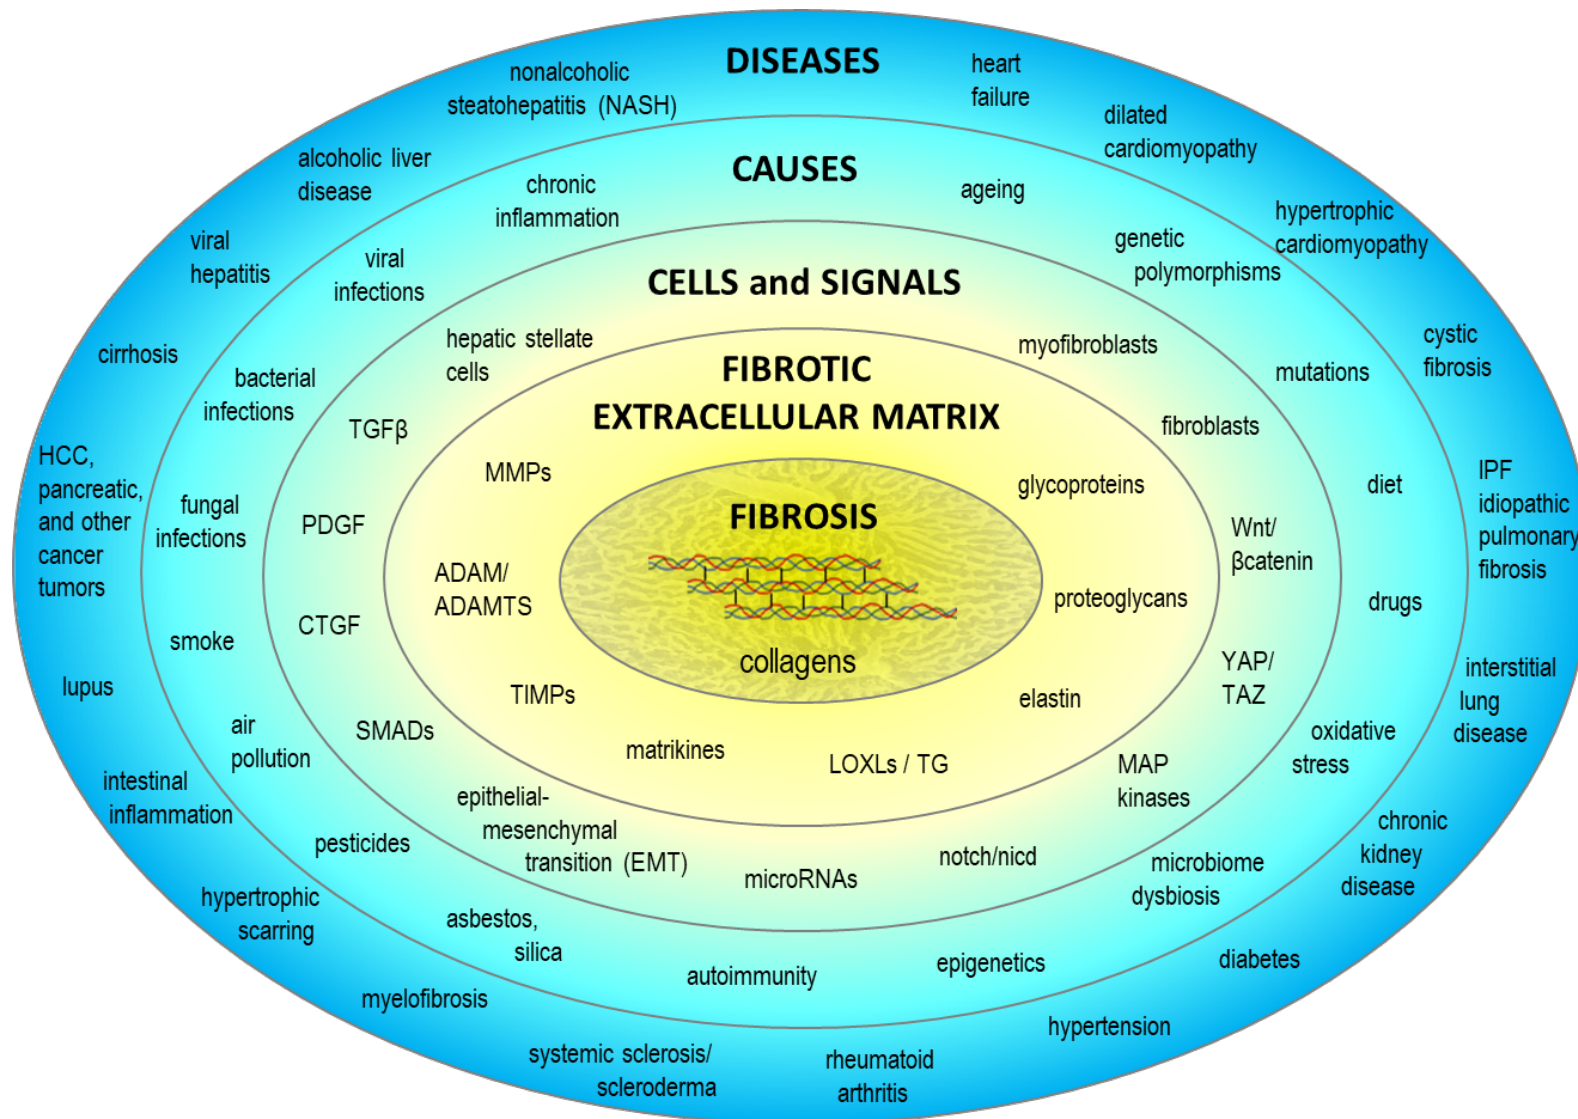 DISEASES
nonalcoholic
steatohepatitis (NASH)
heart
failure
dilated
cardiomyopathy
hypertrophic
cardiomyopathy
cystic
fibrosis
IPF
idiopathic
pulmonary
fibrosis
interstitial
lung
disease
chronic
kidney
disease
diabetes
hypertension
rheumatoid
arthritis
systemic sclerosis/
scleroderma
myelofibrosis
hypertrophic
scarring
intestinal
inflammation
lupus
HCC,
pancreatic,
and other
cancer
tumors
cirrhosis
viral
hepatitis
alcoholic liver
disease
CAUSES
chronic
inflammation
ageing
genetic
polymorphisms
mutations
diet
drugs
oxidative
stress
microbiome
dysbiosis
epigenetics
autoimmunity
asbestos,
silica
pesticides
air
pollution
smoke
fungal
infections
bacterial
infections
viral
infections
CELLS and SIGNALS
hepatic stellate
cells
myofibroblasts
fibroblasts
Wnt/
βcatenin
YAP/
TAZ
MAP
kinases
notch/nicd
microRNAs
epithelial-
mesenchymal
transition (EMT)
SMADs
CTGF
PDGF
TGFβ
FIBROTIC
EXTRACELLULAR MATRIX
MMPs
glycoproteins
proteoglycans
elastin
LOXLs / TG
matrikines
TIMPs
ADAM/
ADAMTS
FIBROSIS
collagens